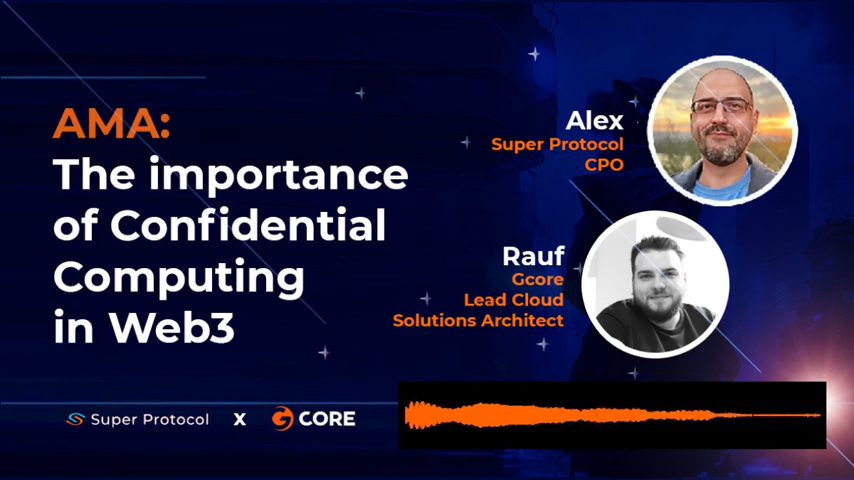 AMA:
The importance
of Confidential
Computing
in Web3
Alex
Super Protocol
CPO
Rauf
Gcore
Lead Cloud
Solutions Architect
Super Protocol X G CORE